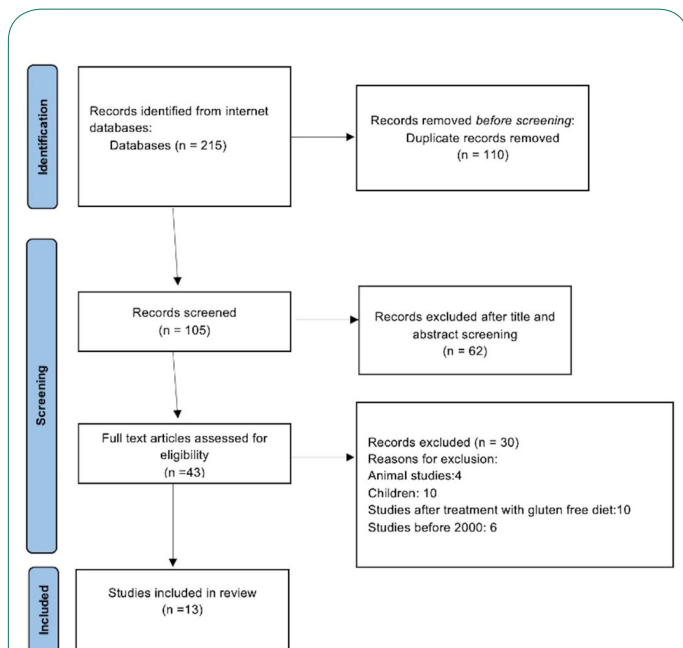 Identification
Records identified from internet
databases:
Databases (n = 215)
Records removed before screening:
Duplicate records removed
(n = 110)
Screening
Records screened
(n = 105)
Records excluded after title and
abstract screening
(n = 62)
Full text articles assessed for
eligibility
(n =43)
Records excluded (n = 30)
Reasons for exclusion:
Animal studies:4
Children: 10
Studies after treatment with gluten free diet:10
Studies before 2000: 6
Included
Studies included in review
(n =13)